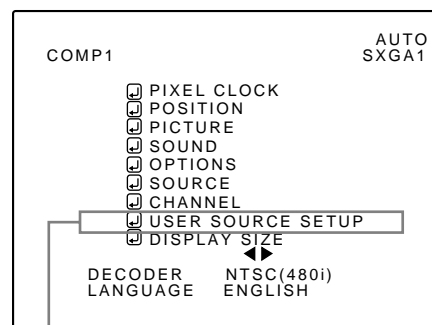 COMP1
AUTO
SXGA1
PIXEL CLOCK
POSITION
PICTURE
SOUND
OPTIONS
SOURCE
CHANNEL
USER SOURCE SETUP
DISPLAY SIZE
DECODER NTSC(480i)
LANGUAGE ENGLISH